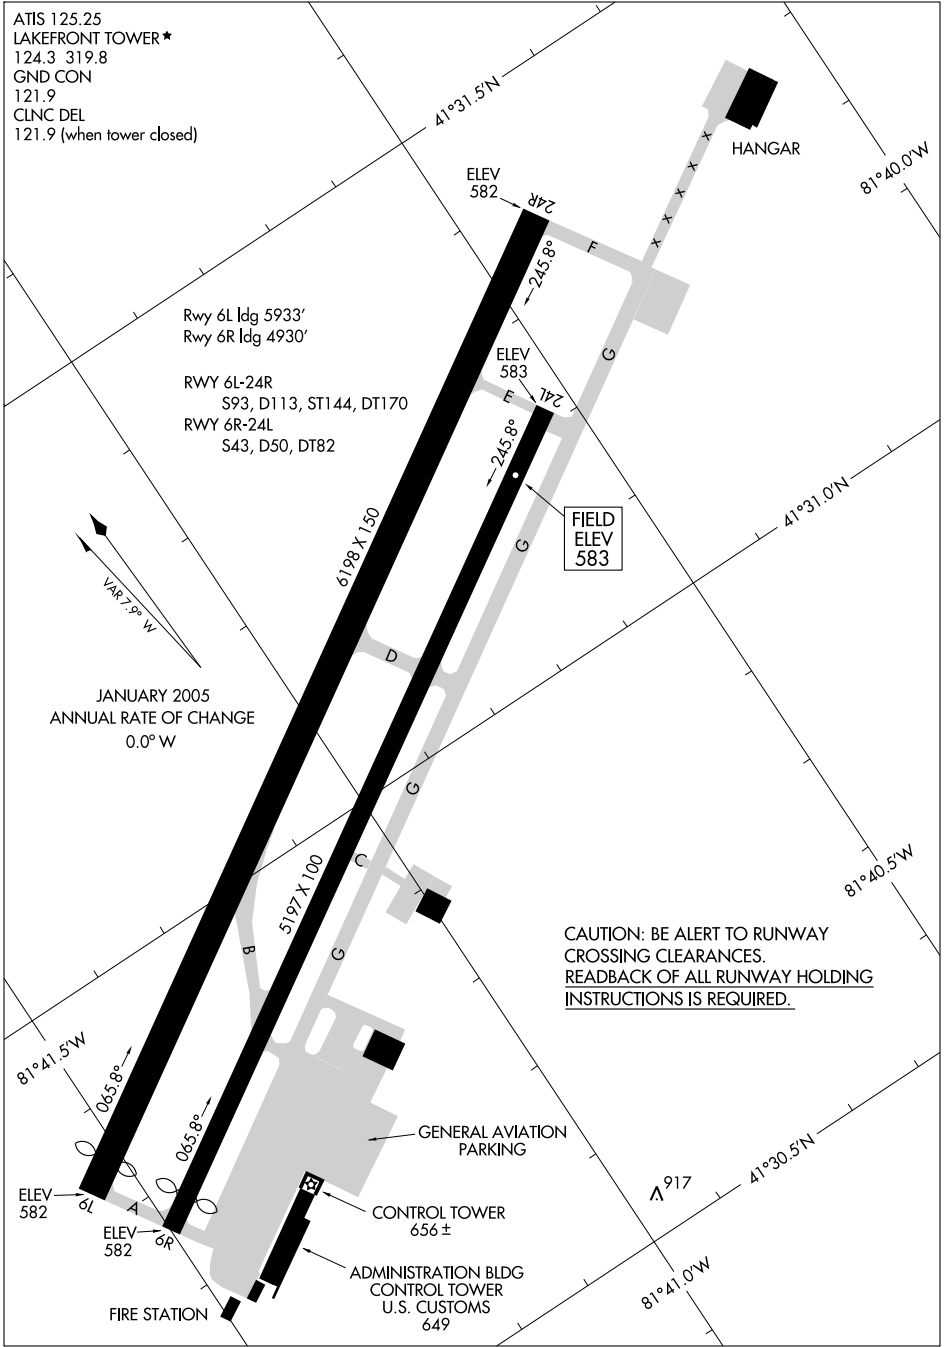 ATIS 125.25
LAKEFRONT TOWER★
124.3 319.8
GND CON
121.9
CLNC DEL
121.9 (when tower closed)
41°31.5'N
HANGAR
81°40.0'W
ELEV
582
24R
F
x x x x x
245.8°
Rwy 6L ldg 5933'
Rwy 6R ldg 4930'
G
ELEV
583
24L
E
RWY 6L-24R
S93, D113, ST144, DT170
RWY 6R-24L
S43, D50, DT82
245.8°
41°31.0'N
FIELD
ELEV
583
G
6198 X 150
VAR 7.9° W
D
JANUARY 2005
ANNUAL RATE OF CHANGE
0.0° W
G
C
81°40.5'W
5197 X 100
B
G
CAUTION: BE ALERT TO RUNWAY
CROSSING CLEARANCES.
READBACK OF ALL RUNWAY HOLDING
INSTRUCTIONS IS REQUIRED.
81°41.5'W
065.8°
065.8°
GENERAL AVIATION
PARKING
41°30.5'N
917
ELEV
582
6L
A
6R
ELEV
582
CONTROL TOWER
656 ±
ADMINISTRATION BLDG
CONTROL TOWER
U.S. CUSTOMS
649
81°41.0'W
FIRE STATION